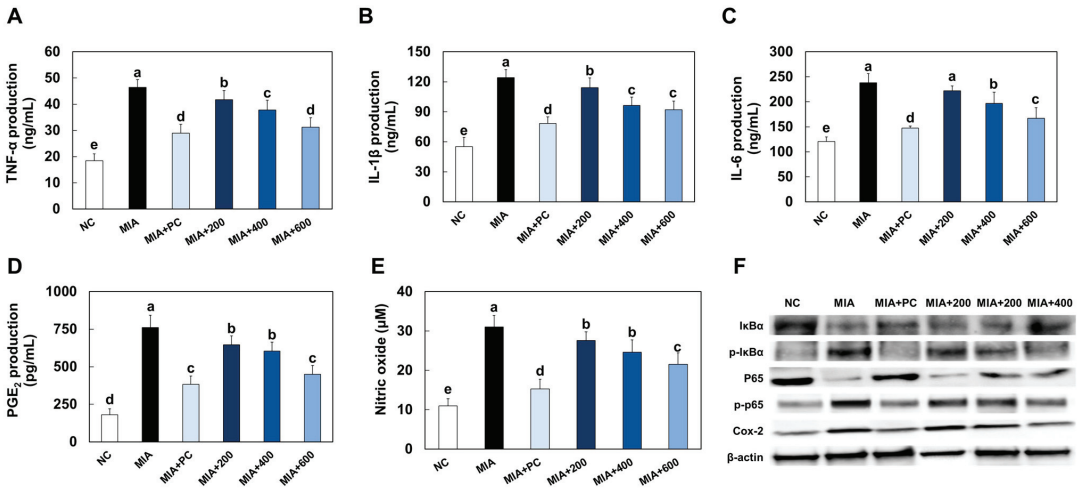 A
TNF-α production
(ng/mL)
60
50
40
30
20
10
0
e
a
d
b
c
d
NC
MIA
MIA+PC
MIA+200
MIA+400
MIA+600
B
IL-1β production
(ng/mL)
150
120
90
60
30
0
e
a
d
b
c
c
NC
MIA
MIA+PC
MIA+200
MIA+400
MIA+600
C
IL-6 production
(ng/mL)
300
250
200
150
100
50
0
e
a
d
a
b
c
NC
MIA
MIA+PC
MIA+200
MIA+400
MIA+600
D
PGE2 production
(pg/mL)
1000
750
500
250
0
d
a
c
b
b
c
NC
MIA
MIA+PC
MIA+200
MIA+400
MIA+600
E
Nitric oxide (μM)
40
30
20
10
0
e
a
d
b
b
c
NC
MIA
MIA+PC
MIA+200
MIA+400
MIA+600
F
NC MIA MIA+PC MIA+200 MIA+200 MIA+400
IκBα
p-IκBα
P65
p-p65
Cox-2
β-actin